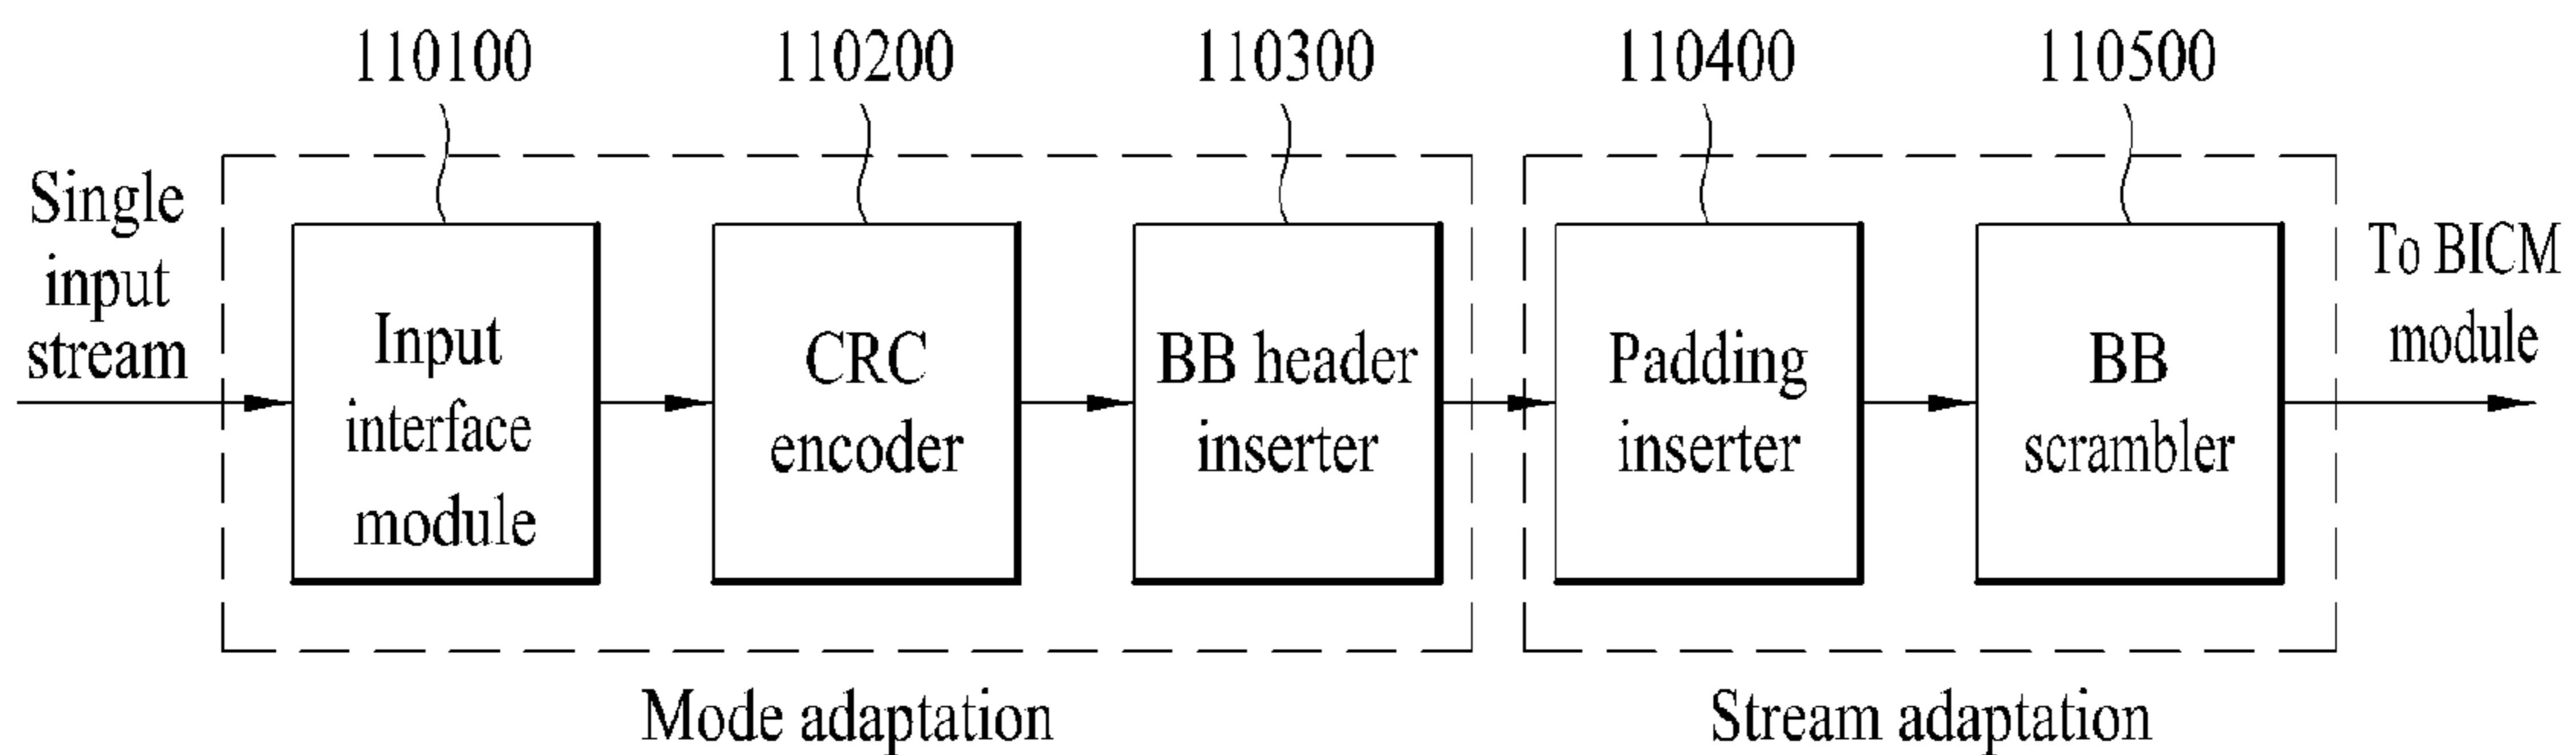 110100
110200
110300
110400
110500
Single
input
stream
Input
interface
module
CRC
encoder
BB header
inserter
Padding
inserter
BB
scrambler
To BICM
module
Mode adaptation
Stream adaptation